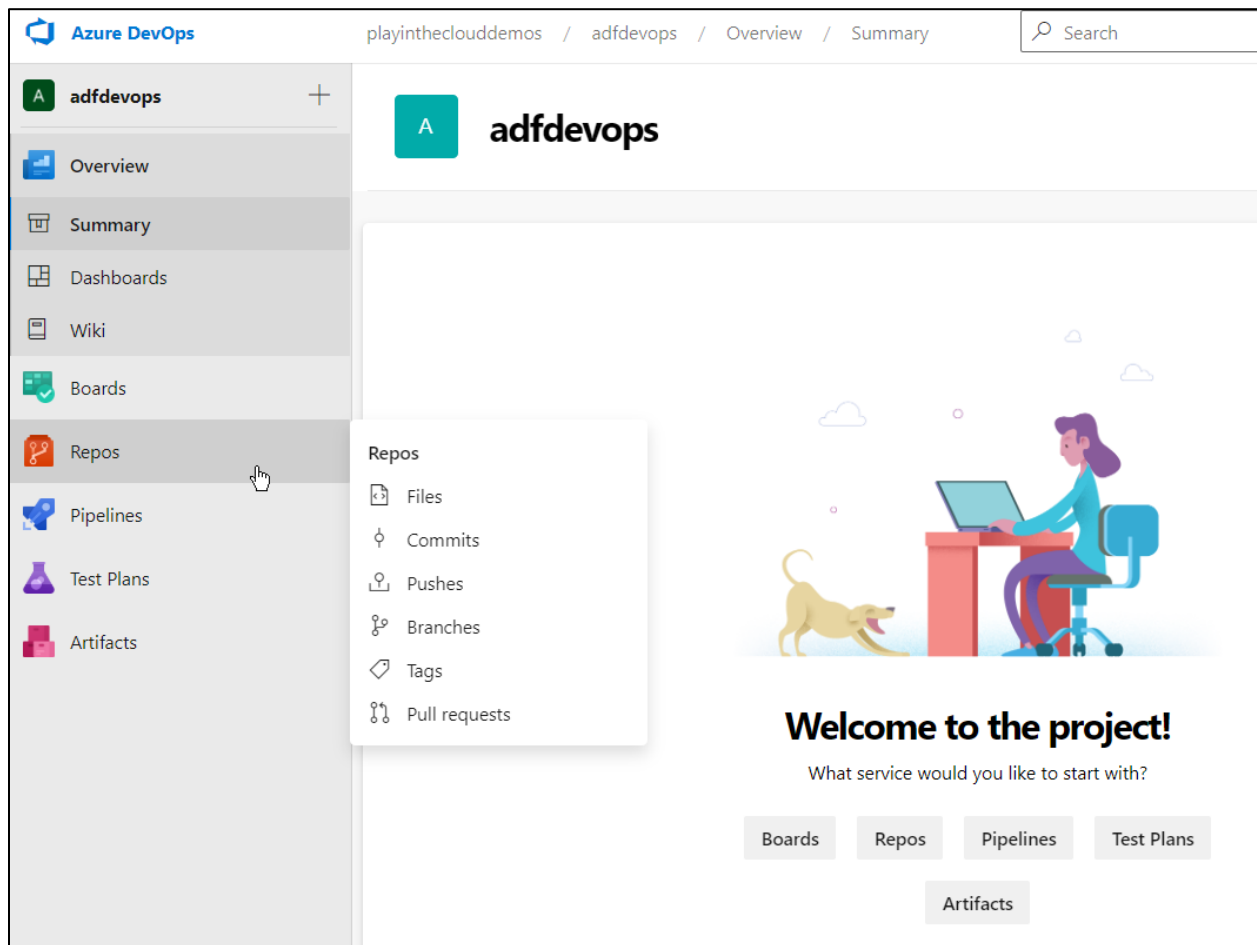 Azure DevOps
playintheclouddemos / adfdevops / Overview / Summary
Search
A adfdevops
A adfdevops
Overview
Summary
Dashboards
Wiki
Boards
Repos
Pipelines
Test Plans
Artifacts
Repos
Files
Commits
Pushes
Branches
Tags
Pull requests
Welcome to the project!
What service would you like to start with?
Boards Repos Pipelines Test Plans
Artifacts